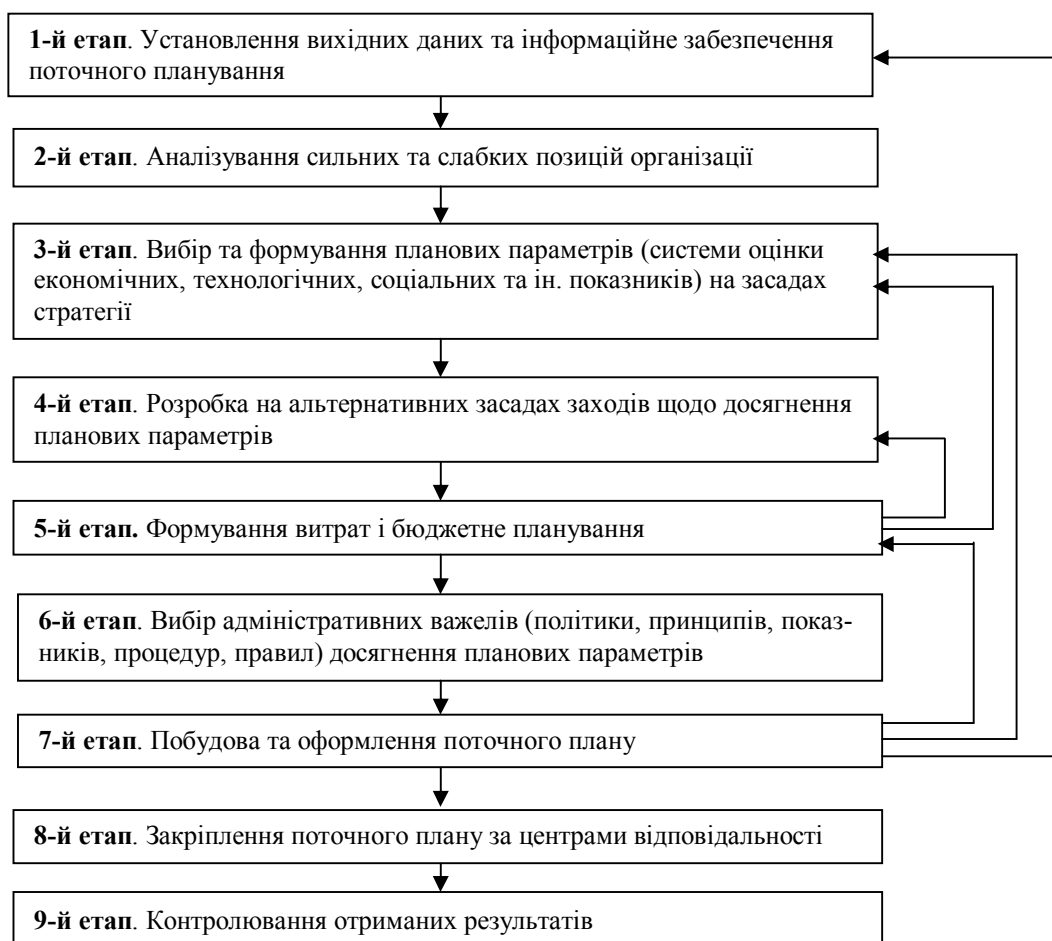 1-й етап. Установлення вихідних даних та інформаційне забезпечення
поточного планування
2-й етап. Аналізування сильних та слабких позицій організації
3-й етап. Вибір та формування планових параметрів (системи оцінки
економічних, технологічних, соціальних та ін. показників) на засадах
стратегії
4-й етап. Розробка на альтернативних засадах заходів щодо досягнення
планових параметрів
5-й етап. Формування витрат і бюджетне планування
6-й етап. Вибір адміністративних важелів (політики, принципів, показ-
ників, процедур, правил) досягнення планових параметрів
7-й етап. Побудова та оформлення поточного плану
8-й етап. Закріплення поточного плану за центрами відповідальності
9-й етап. Контролювання отриманих результатів